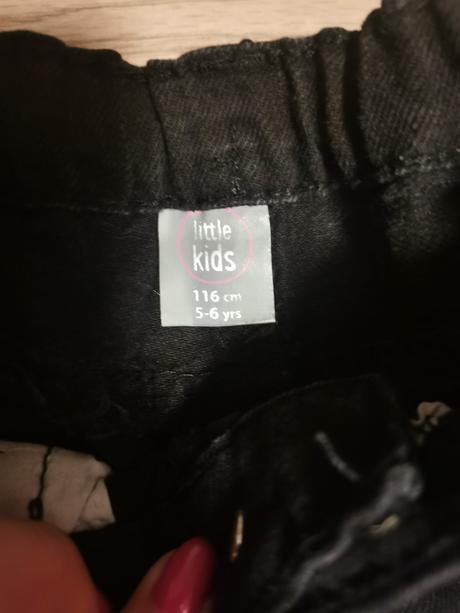 little
kids
116 cm
5-6 yrs